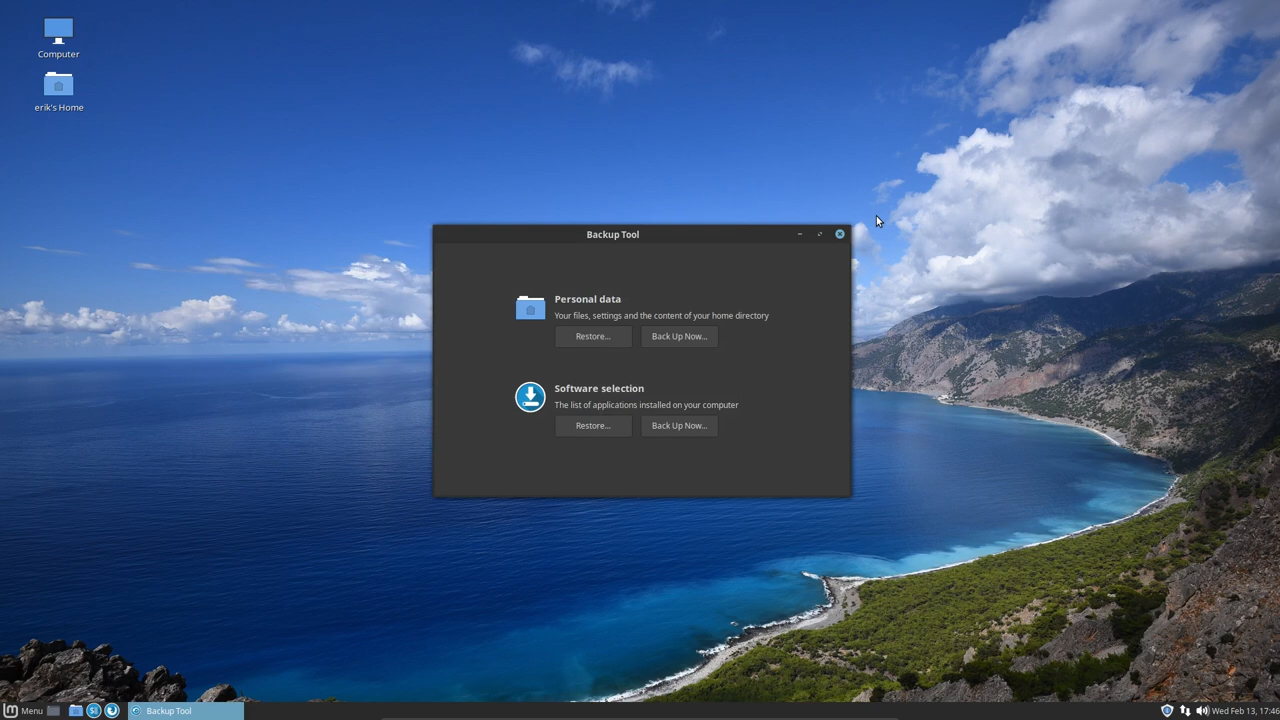 Computer
erik's Home
Backup Tool
Personal data
Your files, settings and the content of your home directory
Restore...
Back Up Now...
Software selection
The list of applications installed on your computer
Restore...
Back Up Now...
Menu
Backup Tool
Wed Feb 13, 17:46